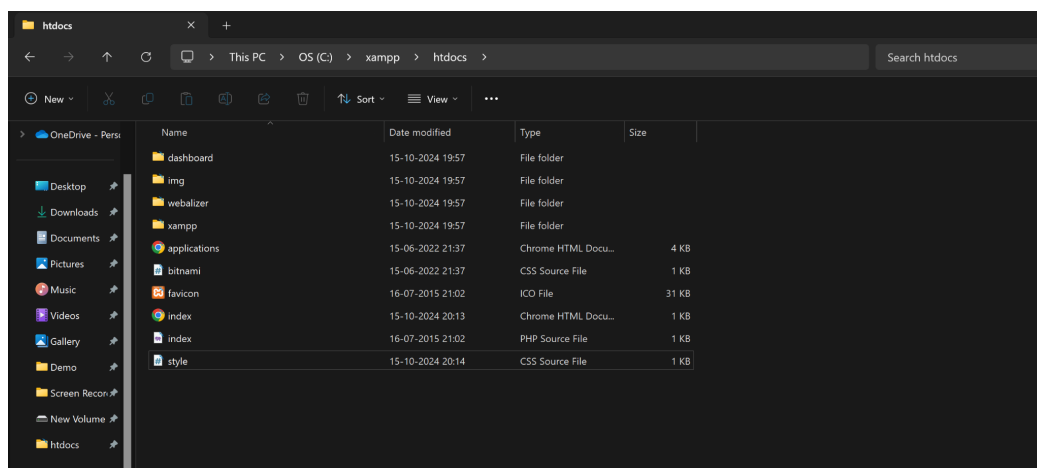 htdocs
This PC > OS (C:) > xampp > htdocs >
Search htdocs
New
Sort
View
OneDrive - Perso
Desktop
Downloads
Documents
Pictures
Music
Videos
Gallery
Demo
Screen Recor
New Volume
htdocs
Name Date modified Type Size
dashboard 15-10-2024 19:57 File folder
img 15-10-2024 19:57 File folder
webalizer 15-10-2024 19:57 File folder
xampp 15-10-2024 19:57 File folder
applications 15-06-2022 21:37 Chrome HTML Docu... 4 KB
bitnami 15-06-2022 21:37 CSS Source File 1 KB
favicon 16-07-2015 21:02 ICO File 31 KB
index 15-10-2024 20:13 Chrome HTML Docu... 1 KB
index 16-07-2015 21:02 PHP Source File 1 KB
style 15-10-2024 20:14 CSS Source File 1 KB